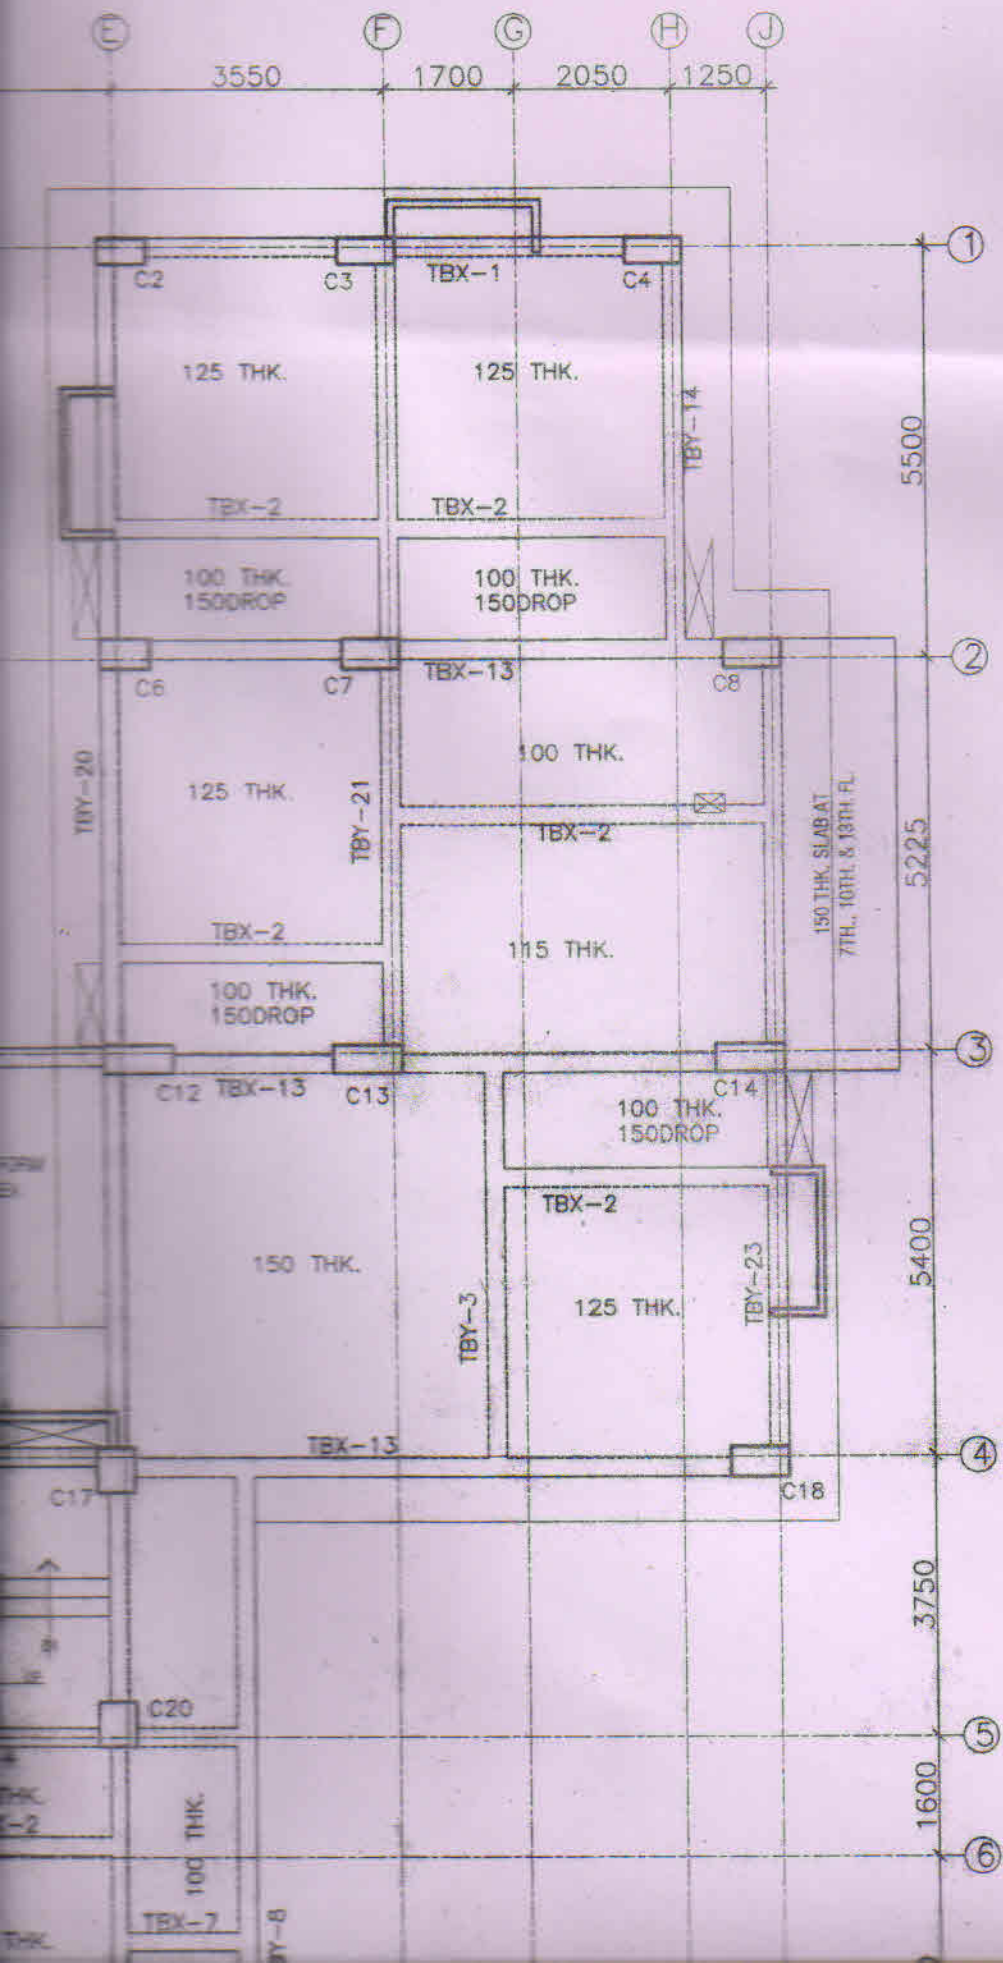 E F G H J
3550 1700 2050 1250
1
C2 C3 TBX-1 C4
125 THK. 125 THK.
TBY-14
5500
TBX-2 TBX-2
100 THK. 100 THK.
150DROP 150DROP
2
C6 C7 TBX-13 C8
100 THK.
TBY-20
125 THK.
TBY-21
TBX-2
150 THK. SLAB AT
7TH., 10TH. & 13TH. FL.
5225
TBX-2
115 THK.
100 THK.
150DROP
3
C12 TBX-13 C13 C14
100 THK.
150DROP
TBX-2
150 THK.
TBY-3
125 THK.
TBY-23
5400
TBX-13
4
C17 C18
3750
C20
5
1600
THK.
-2
100 THK.
6
TBX-7
Y-8
THK.